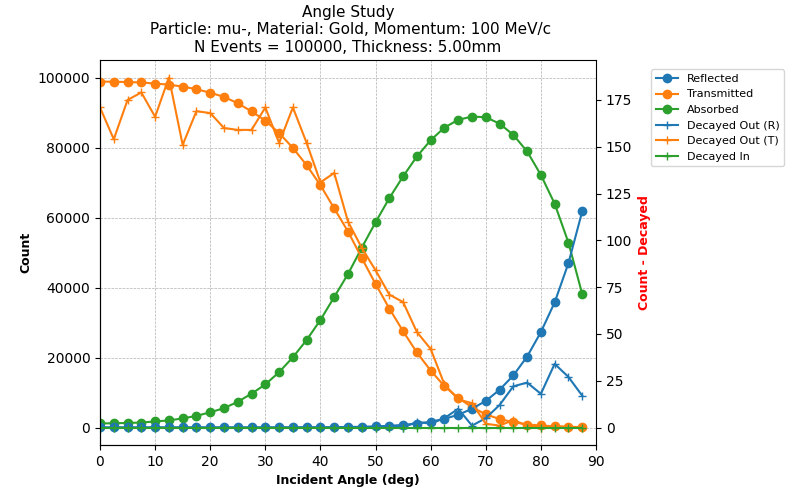 Angle Study
Particle: mu-, Material: Gold, Momentum: 100 MeV/c
N Events = 100000, Thickness: 5.00mm
100000
80000
60000
40000
20000
0
Count
0 10 20 30 40 50 60 70 80 90
Incident Angle (deg)
175
150
125
100
75
50
25
0
Count - Decayed
Reflected
Transmitted
Absorbed
Decayed Out (R)
Decayed Out (T)
Decayed In